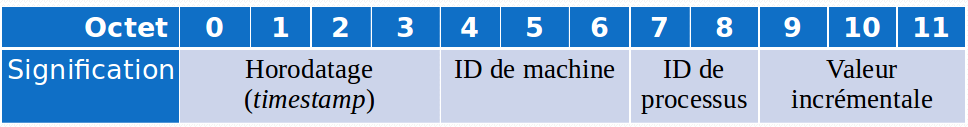 Octet 0 1 2 3 4 5 6 7 8 9 10 11
Signification Horodatage (timestamp) ID de machine ID de processus Valeur incrémentale